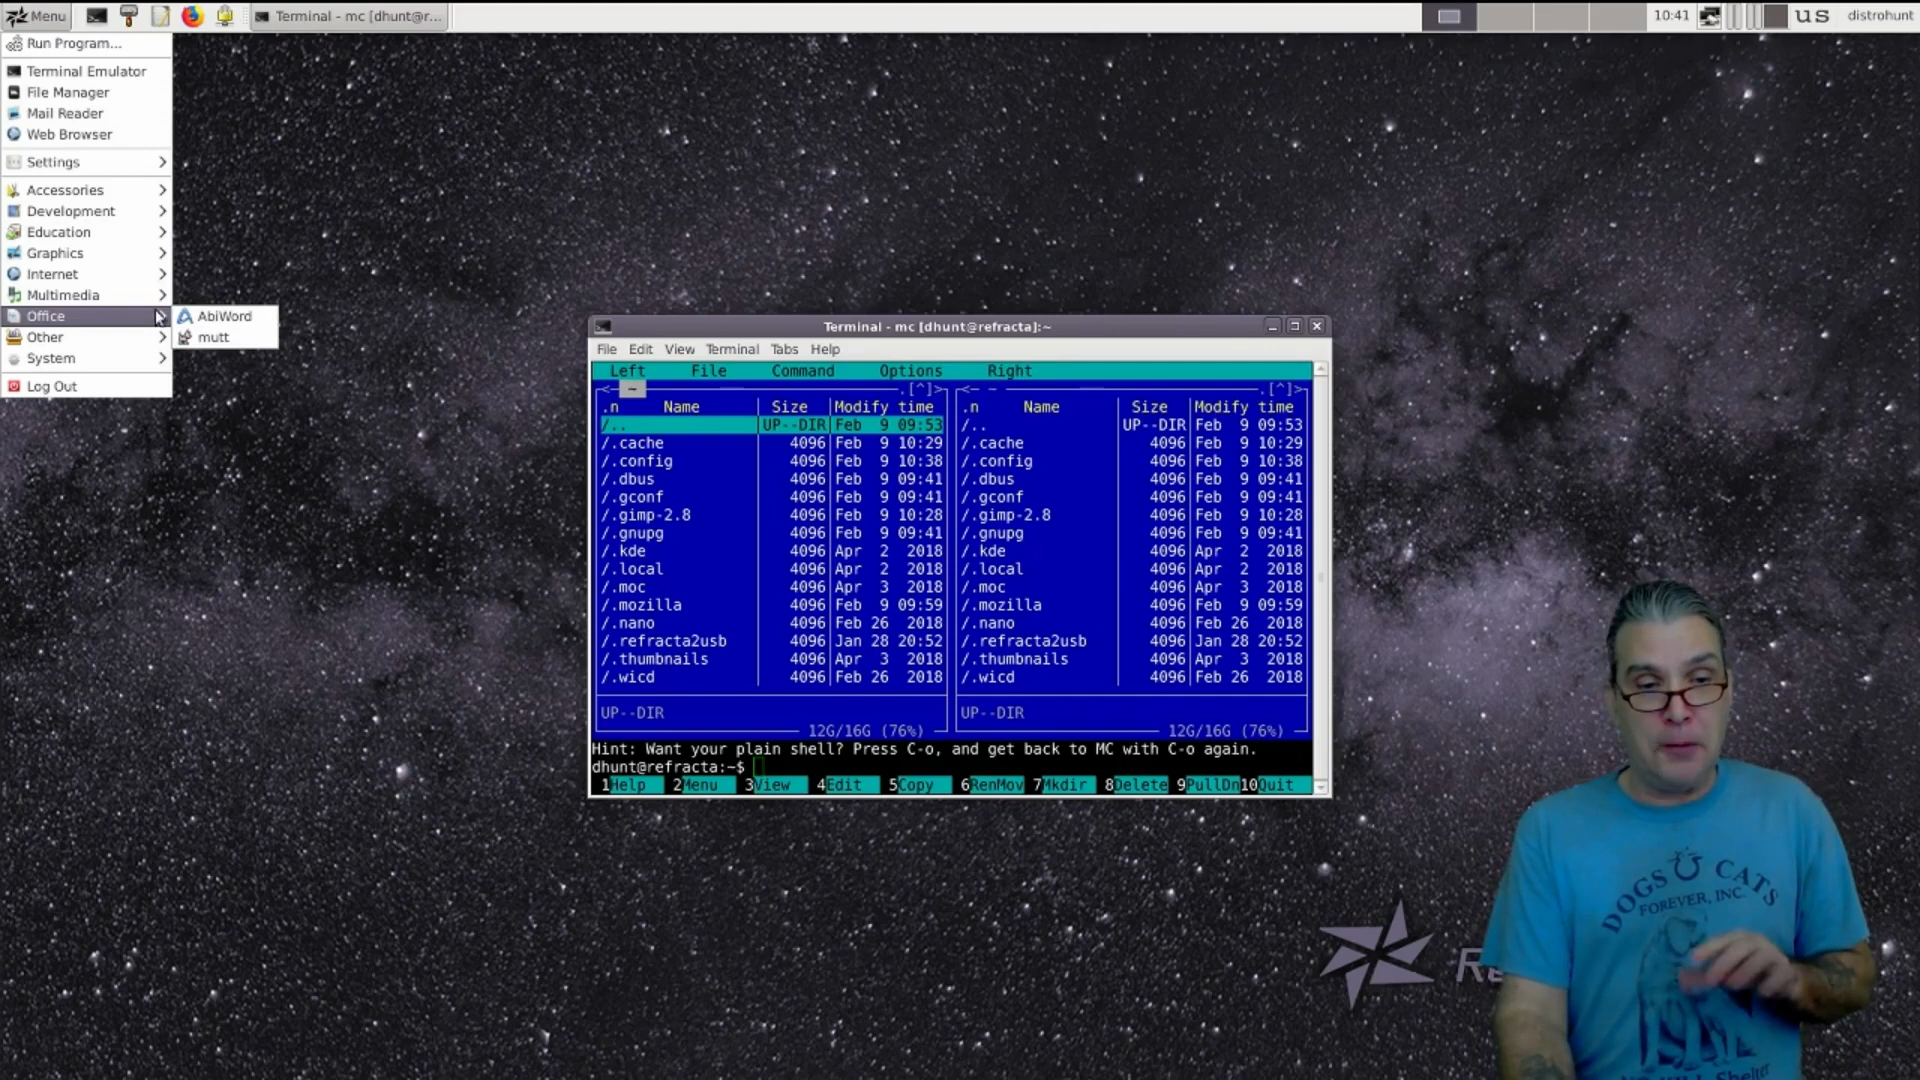 Menu
Terminal - mc [dhunt@r...
10:41
us
distrohunt
Run Program...
Terminal Emulator
File Manager
Mail Reader
Web Browser
Settings
Accessories
Development
Education
Graphics
Internet
Multimedia
Office
Other
System
Log Out
AbiWord
mutt
Terminal - mc [dhunt@refracta]:~
File Edit View Terminal Tabs Help
Left File Command Options Right
<- ~ .[^]> <- ~ .[^]>
.n Name Size Modify time .n Name Size Modify time
/.. UP--DIR Feb 9 09:53 /.. UP--DIR Feb 9 09:53
/.cache 4096 Feb 9 10:29 /.cache 4096 Feb 9 10:29
/.config 4096 Feb 9 10:38 /.config 4096 Feb 9 10:38
/.dbus 4096 Feb 9 09:41 /.dbus 4096 Feb 9 09:41
/.gconf 4096 Feb 9 09:41 /.gconf 4096 Feb 9 09:41
/.gimp-2.8 4096 Feb 9 10:28 /.gimp-2.8 4096 Feb 9 10:28
/.gnupg 4096 Feb 9 09:41 /.gnupg 4096 Feb 9 09:41
/.kde 4096 Apr 2 2018 /.kde 4096 Apr 2 2018
/.local 4096 Apr 2 2018 /.local 4096 Apr 2 2018
/.moc 4096 Apr 3 2018 /.moc 4096 Apr 3 2018
/.mozilla 4096 Feb 9 09:59 /.mozilla 4096 Feb 9 09:59
/.nano 4096 Feb 26 2018 /.nano 4096 Feb 26 2018
/.refracta2usb 4096 Jan 28 20:52 /.refracta2usb 4096 Jan 28 20:52
/.thumbnails 4096 Apr 3 2018 /.thumbnails 4096 Apr 3 2018
/.wicd 4096 Feb 26 2018 /.wicd 4096 Feb 26 2018
UP--DIR UP--DIR
12G/16G (76%) 12G/16G (76%)
Hint: Want your plain shell? Press C-o, and get back to MC with C-o again.
dhunt@refracta:~$
1Help 2Menu 3View 4Edit 5Copy 6RenMov 7Mkdir 8Delete 9PullDn 10Quit
DOGS & CATS
FOREVER, INC.